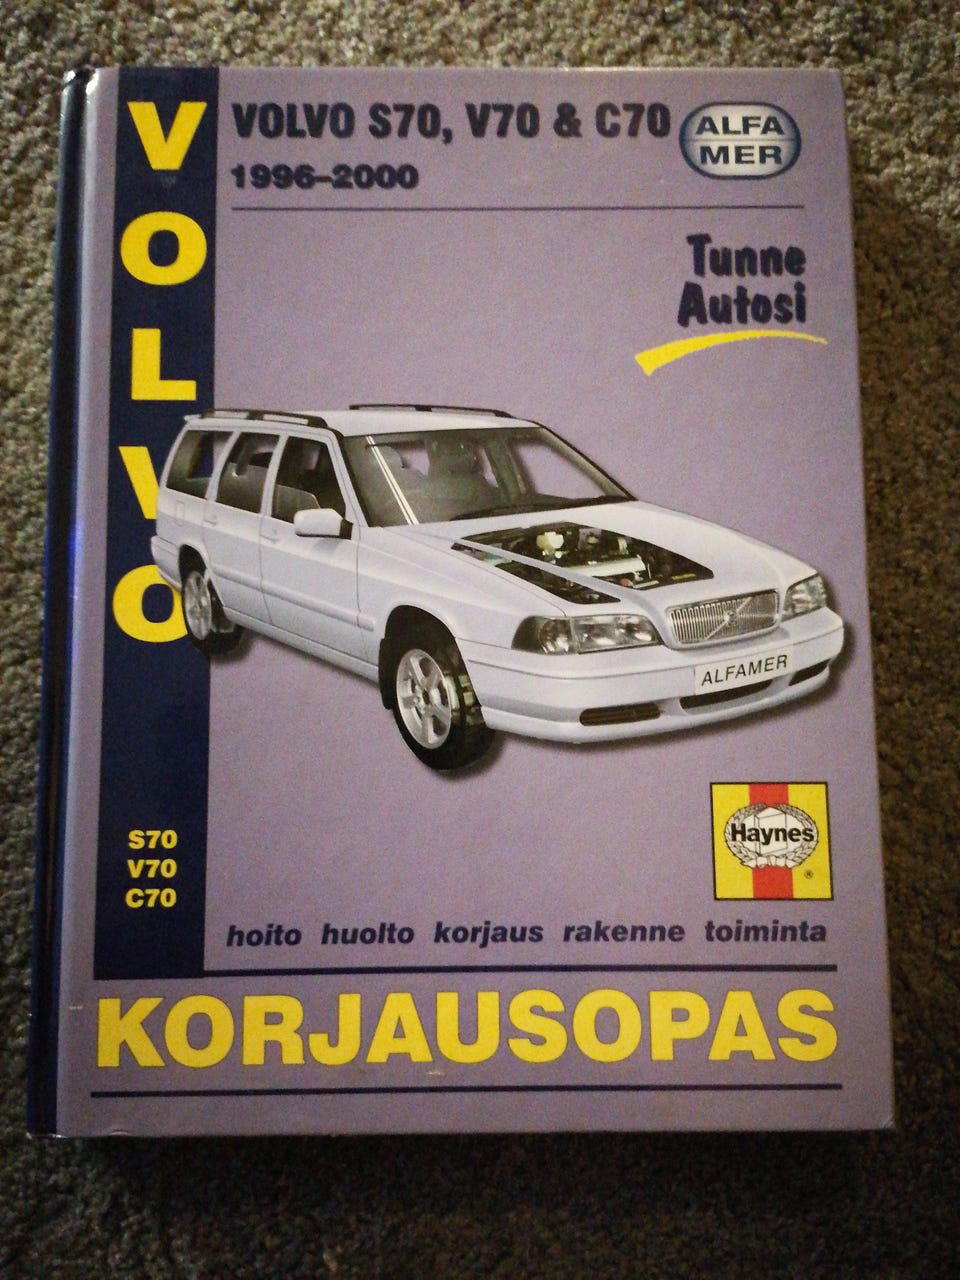 VOLVO
VOLVO S70, V70 & C70
1996–2000
ALFA
MER
Tunne
Autosi
ALFAMER
Haynes
®
S70
V70
C70
hoito huolto korjaus rakenne toiminta
KORJAUSOPAS